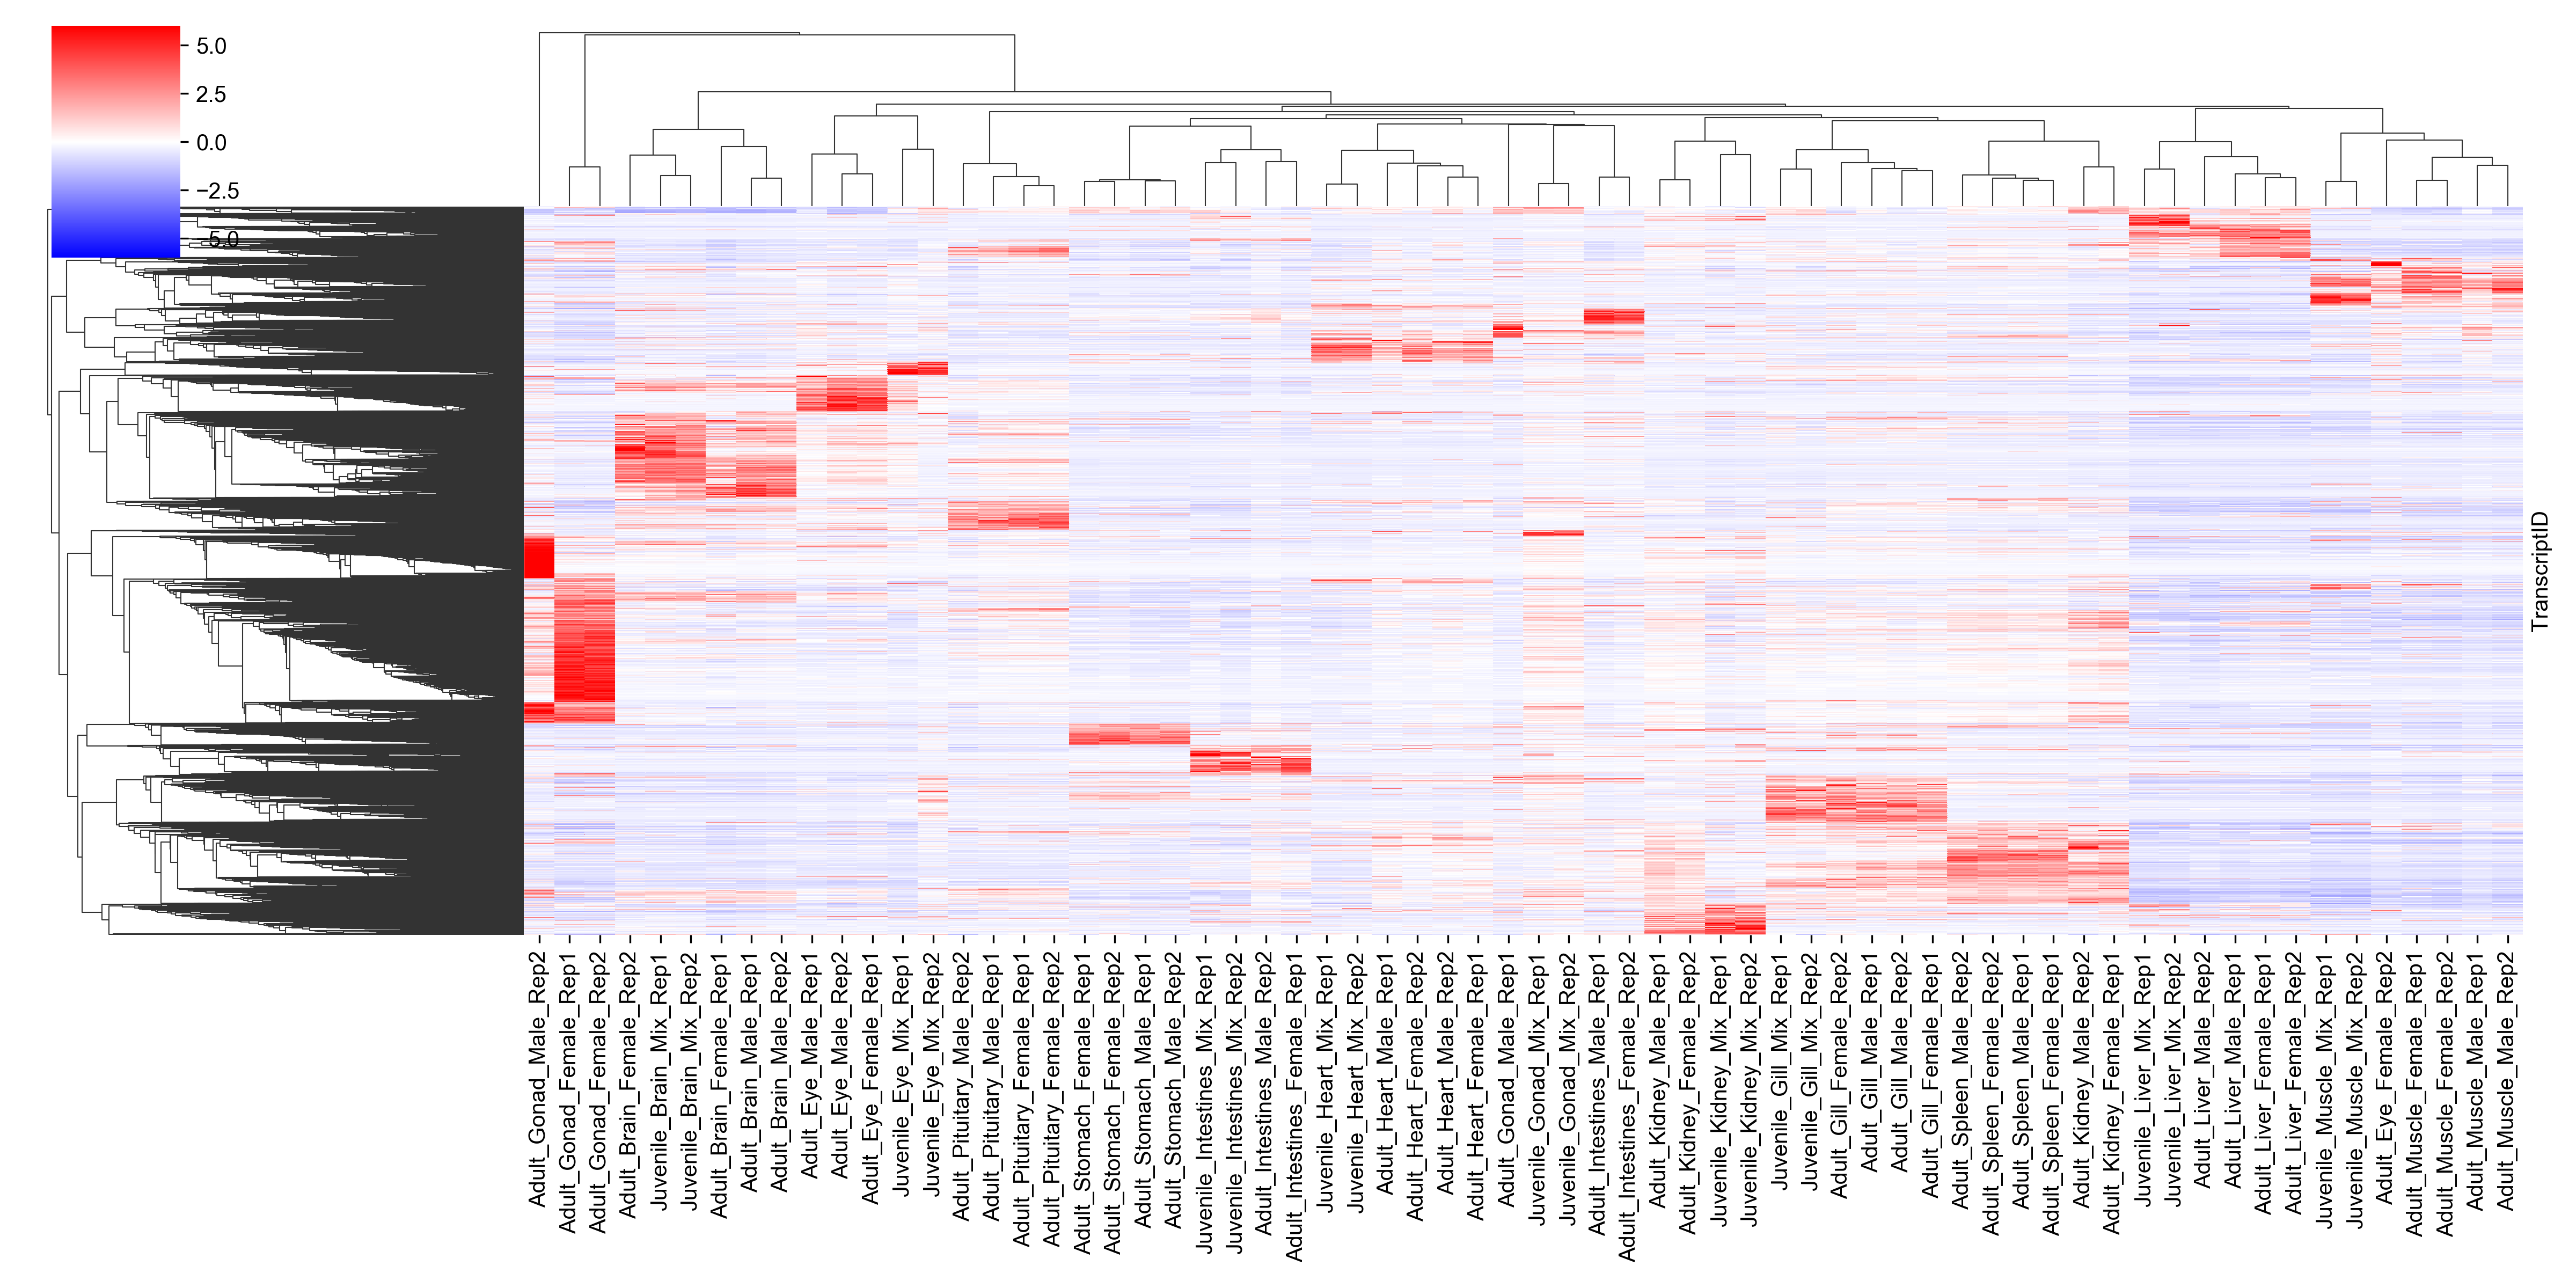 5.0
2.5
0.0
−2.5
−5.0
TranscriptID
Adult_Gonad_Male_Rep2
Adult_Gonad_Female_Rep1
Adult_Gonad_Female_Rep2
Adult_Brain_Female_Rep2
Juvenile_Brain_Mix_Rep1
Juvenile_Brain_Mix_Rep2
Adult_Brain_Female_Rep1
Adult_Brain_Male_Rep1
Adult_Brain_Male_Rep2
Adult_Eye_Male_Rep1
Adult_Eye_Male_Rep2
Adult_Eye_Female_Rep1
Juvenile_Eye_Mix_Rep1
Juvenile_Eye_Mix_Rep2
Adult_Pituitary_Male_Rep2
Adult_Pituitary_Male_Rep1
Adult_Pituitary_Female_Rep1
Adult_Pituitary_Female_Rep2
Adult_Stomach_Female_Rep1
Adult_Stomach_Female_Rep2
Adult_Stomach_Male_Rep1
Adult_Stomach_Male_Rep2
Juvenile_Intestines_Mix_Rep1
Juvenile_Intestines_Mix_Rep2
Adult_Intestines_Male_Rep2
Adult_Intestines_Female_Rep1
Juvenile_Heart_Mix_Rep1
Juvenile_Heart_Mix_Rep2
Adult_Heart_Male_Rep1
Adult_Heart_Female_Rep2
Adult_Heart_Male_Rep2
Adult_Heart_Female_Rep1
Adult_Gonad_Male_Rep1
Juvenile_Gonad_Mix_Rep1
Juvenile_Gonad_Mix_Rep2
Adult_Intestines_Male_Rep1
Adult_Intestines_Female_Rep2
Adult_Kidney_Male_Rep1
Adult_Kidney_Female_Rep2
Juvenile_Kidney_Mix_Rep1
Juvenile_Kidney_Mix_Rep2
Juvenile_Gill_Mix_Rep1
Juvenile_Gill_Mix_Rep2
Adult_Gill_Female_Rep2
Adult_Gill_Male_Rep1
Adult_Gill_Male_Rep2
Adult_Gill_Female_Rep1
Adult_Spleen_Male_Rep2
Adult_Spleen_Female_Rep2
Adult_Spleen_Male_Rep1
Adult_Spleen_Female_Rep1
Adult_Kidney_Male_Rep2
Adult_Kidney_Female_Rep1
Juvenile_Liver_Mix_Rep1
Juvenile_Liver_Mix_Rep2
Adult_Liver_Male_Rep2
Adult_Liver_Male_Rep1
Adult_Liver_Female_Rep1
Adult_Liver_Female_Rep2
Juvenile_Muscle_Mix_Rep1
Juvenile_Muscle_Mix_Rep2
Adult_Eye_Female_Rep2
Adult_Muscle_Female_Rep1
Adult_Muscle_Female_Rep2
Adult_Muscle_Male_Rep1
Adult_Muscle_Male_Rep2